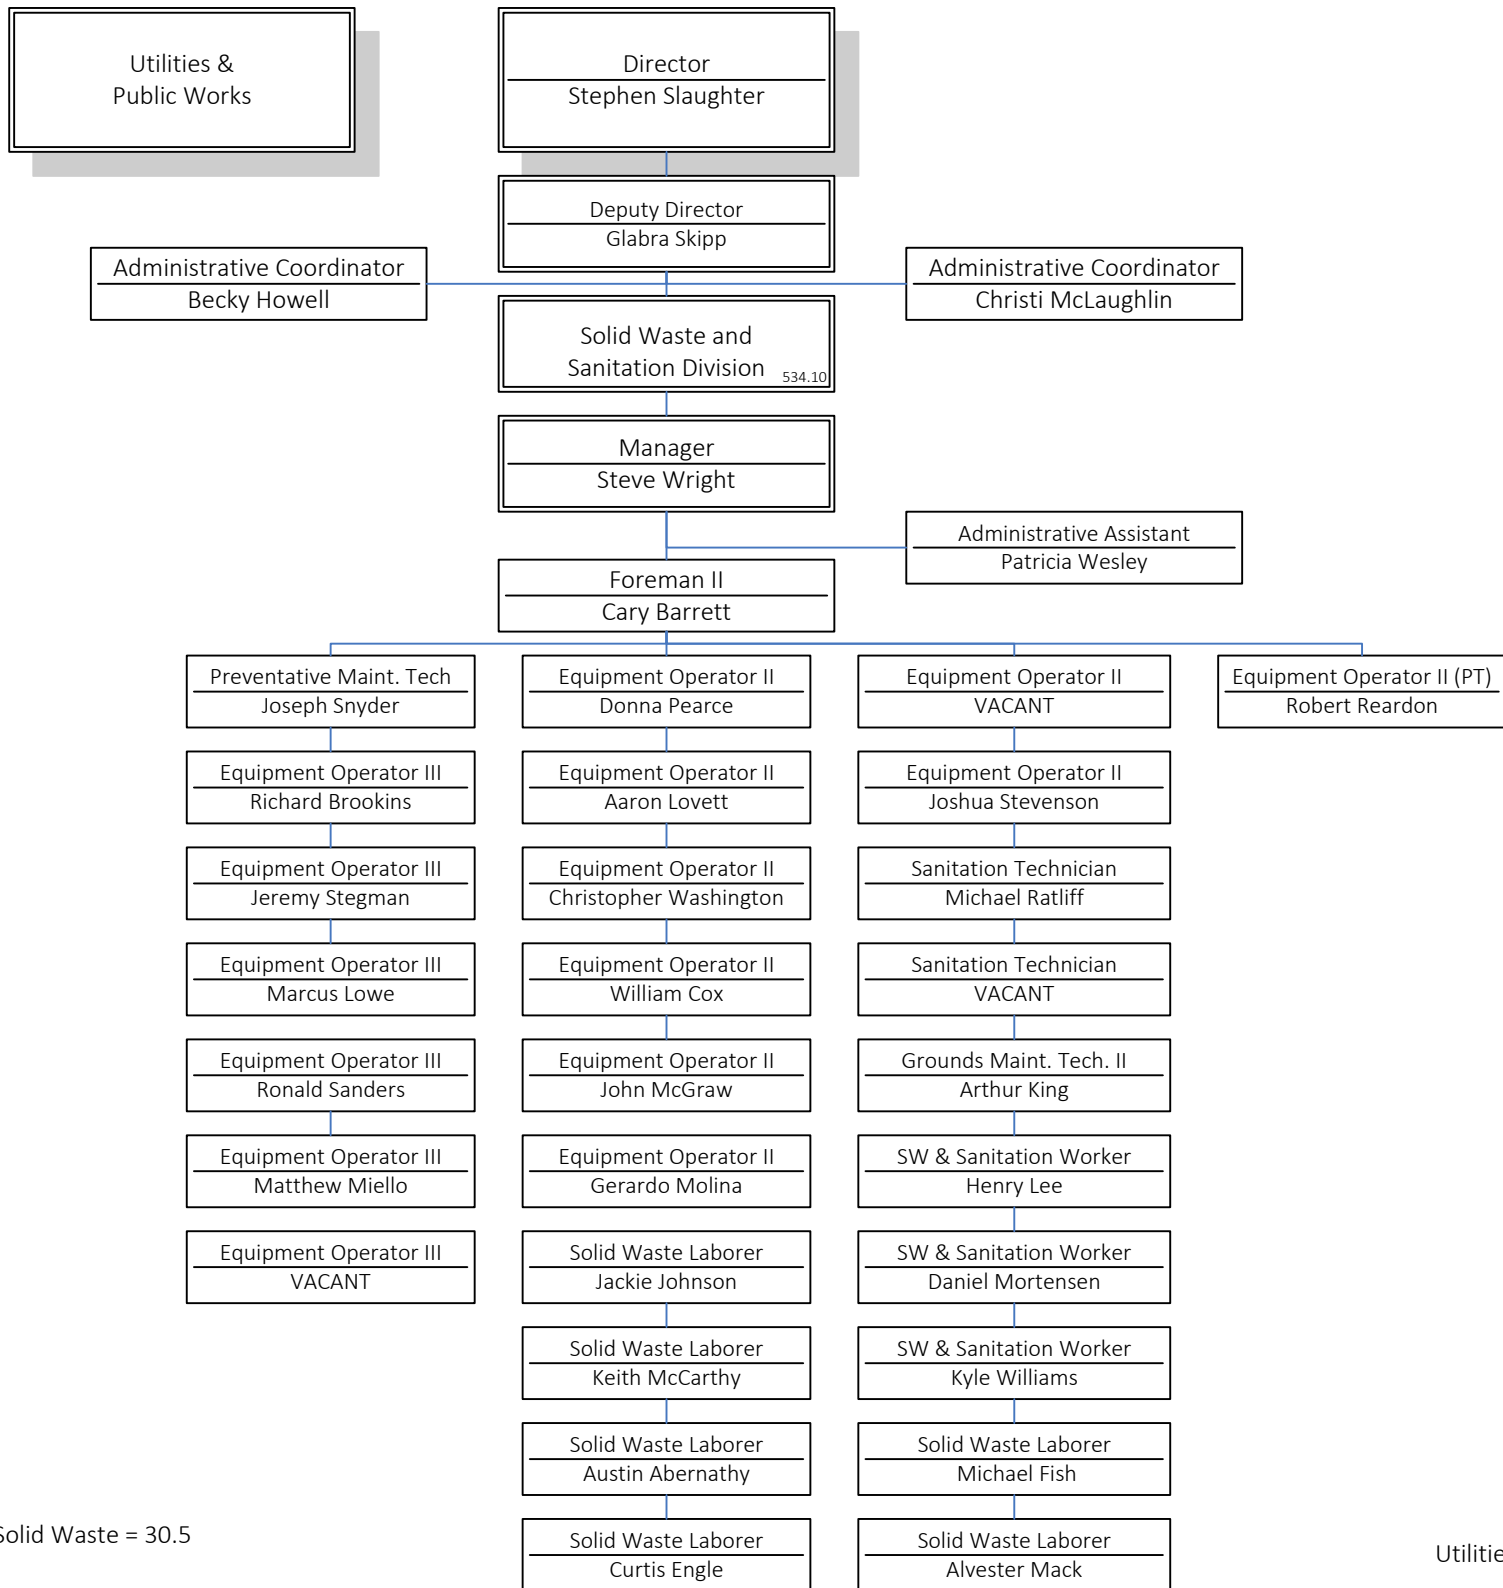 Utilities &
Public Works
Director
Stephen Slaughter
Deputy Director
Glabra Skipp
Administrative Coordinator
Becky Howell
Administrative Coordinator
Christi McLaughlin
Solid Waste and
Sanitation Division
534.10
Manager
Steve Wright
Administrative Assistant
Patricia Wesley
Foreman II
Cary Barrett
Preventative Maint. Tech
Joseph Snyder
Equipment Operator III
Richard Brookins
Equipment Operator III
Jeremy Stegman
Equipment Operator III
Marcus Lowe
Equipment Operator III
Ronald Sanders
Equipment Operator III
Matthew Miello
Equipment Operator III
VACANT
Equipment Operator II
Donna Pearce
Equipment Operator II
Aaron Lovett
Equipment Operator II
Christopher Washington
Equipment Operator II
William Cox
Equipment Operator II
John McGraw
Equipment Operator II
Gerardo Molina
Solid Waste Laborer
Jackie Johnson
Solid Waste Laborer
Keith McCarthy
Solid Waste Laborer
Austin Abernathy
Solid Waste Laborer
Curtis Engle
Equipment Operator II
VACANT
Equipment Operator II
Joshua Stevenson
Sanitation Technician
Michael Ratliff
Sanitation Technician
VACANT
Grounds Maint. Tech. II
Arthur King
SW & Sanitation Worker
Henry Lee
SW & Sanitation Worker
Daniel Mortensen
SW & Sanitation Worker
Kyle Williams
Solid Waste Laborer
Michael Fish
Solid Waste Laborer
Alvester Mack
Equipment Operator II (PT)
Robert Reardon
Solid Waste = 30.5
Utilitie